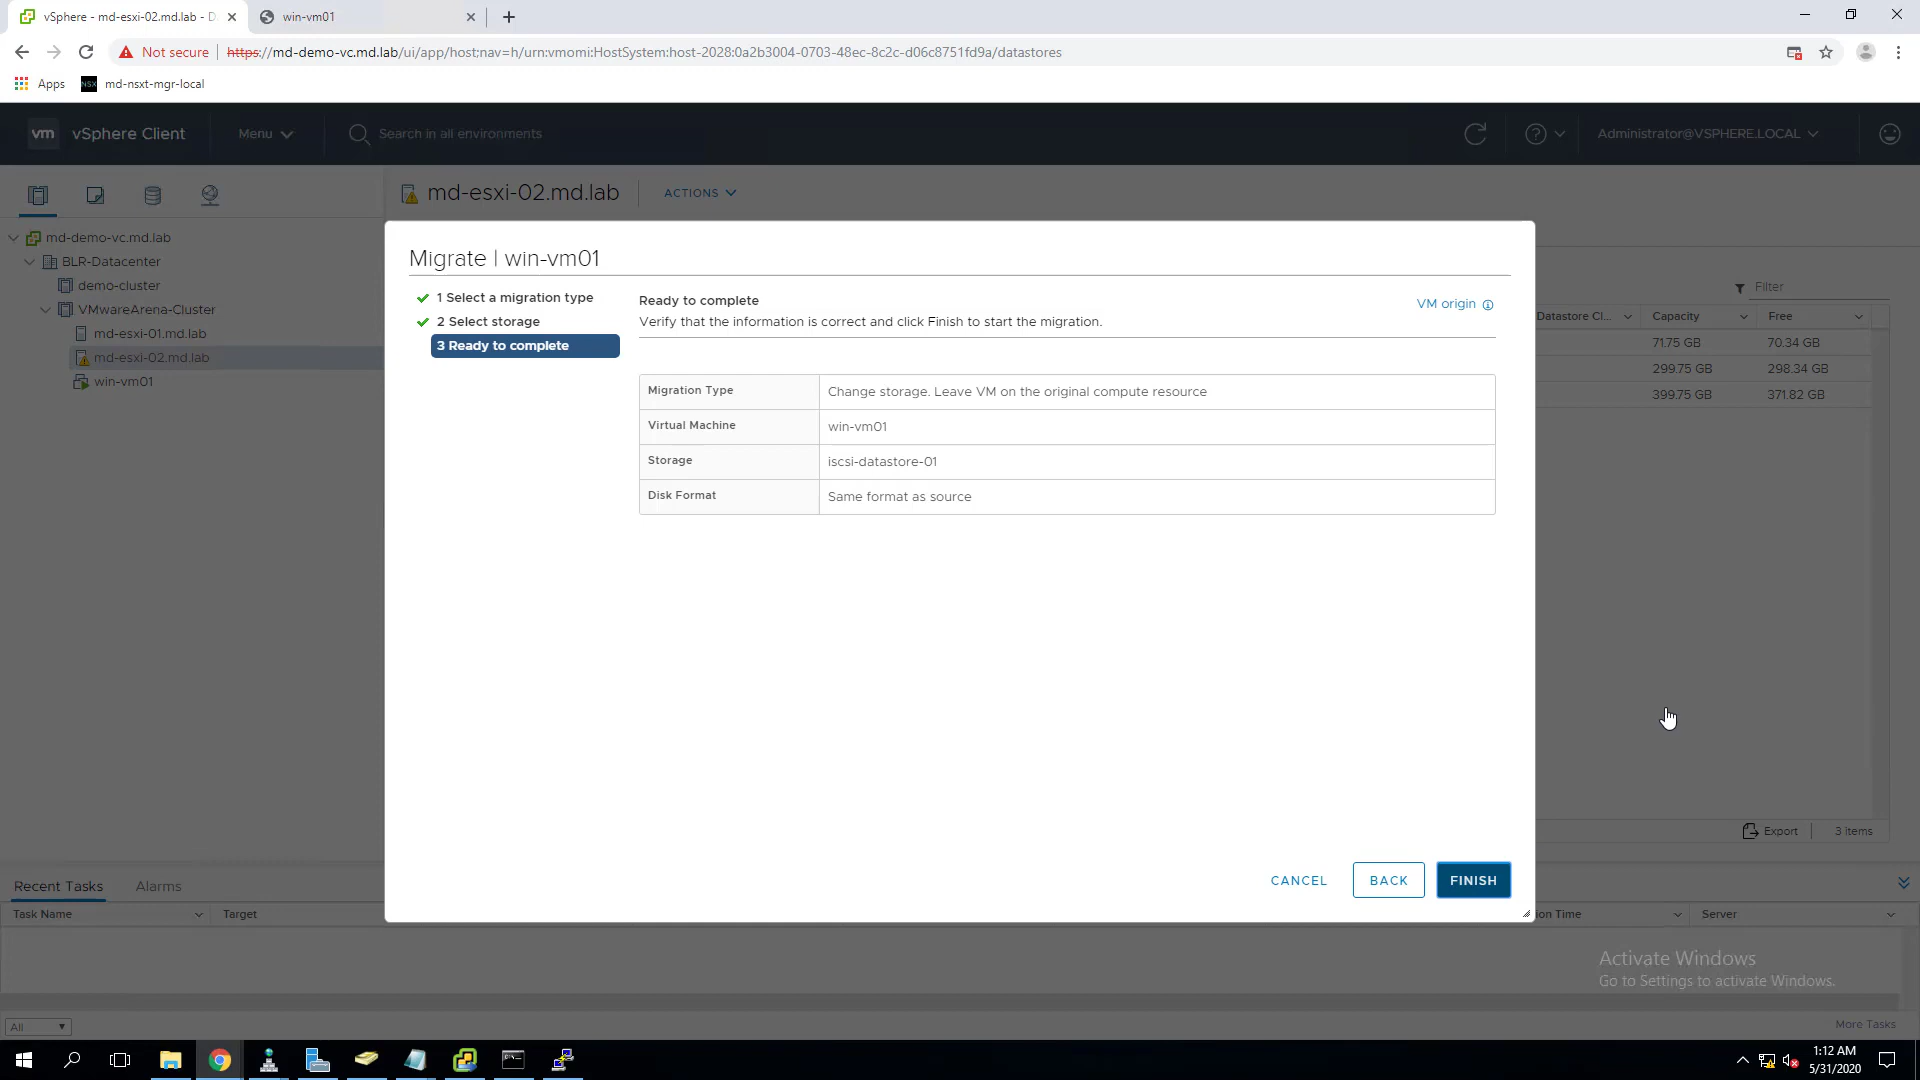 vSphere - md-esxi-02.md.lab - D
win-vm01
Not secure
https://md-demo-vc.md.lab/ui/app/host;nav=h/urn:vmomi:HostSystem:host-2028:0a2b3004-0703-48ec-8c2c-d06c8751fd9a/datastores
Apps
NSX
md-nsxt-mgr-local
vm
vSphere Client
Menu
Search in all environments
Administrator@VSPHERE.LOCAL
md-esxi-02.md.lab
ACTIONS
md-demo-vc.md.lab
BLR-Datacenter
demo-cluster
VMwareArena-Cluster
md-esxi-01.md.lab
md-esxi-02.md.lab
win-vm01
Migrate | win-vm01
1 Select a migration type
2 Select storage
3 Ready to complete
Ready to complete
VM origin
Verify that the information is correct and click Finish to start the migration.
Migration Type
Change storage. Leave VM on the original compute resource
Virtual Machine
win-vm01
Storage
iscsi-datastore-01
Disk Format
Same format as source
CANCEL
BACK
FINISH
Filter
Datastore Cl...
Capacity
Free
71.75 GB
70.34 GB
299.75 GB
298.34 GB
399.75 GB
371.82 GB
Export
3 items
Recent Tasks
Alarms
Task Name
Target
ion Time
Server
Activate Windows
Go to Settings to activate Windows.
All
More Tasks
1:12 AM
5/31/2020